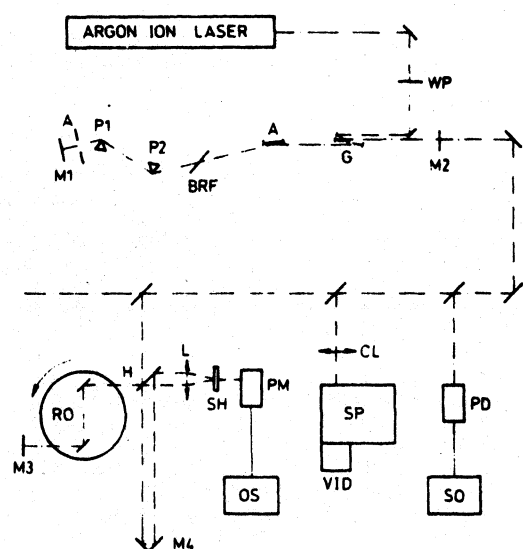 ARGON ION LASER
WP
A
P1
A
P2
G
M2
M1
BRF
L
CL
H
RO
SH
PM
SP
PD
M3
OS
VID
SO
M4